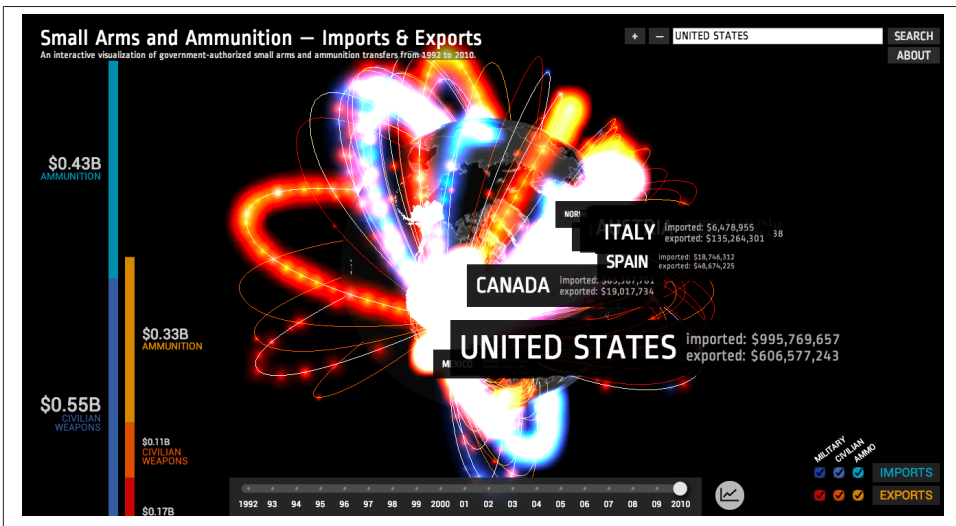 Small Arms and Ammunition — Imports & Exports
An interactive visualization of government-authorized small arms and ammunition transfers from 1992 to 2010.
+ − UNITED STATES SEARCH
ABOUT
$0.43B
AMMUNITION
$0.33B
AMMUNITION
$0.55B
CIVILIAN
WEAPONS
$0.11B
CIVILIAN
WEAPONS
$0.17B
ITALY
imported: $6,478,955
exported: $135,264,301
38
SPAIN
imported: $18,746,312
exported: $48,674,225
CANADA
imported:
exported: $19,017,734
UNITED STATES
imported: $995,769,657
exported: $606,577,243
MEXICO
MILITARY CIVILIAN AMMO
IMPORTS
EXPORTS
1992 93 94 95 96 97 98 99 2000 01 02 03 04 05 06 07 08 09 2010